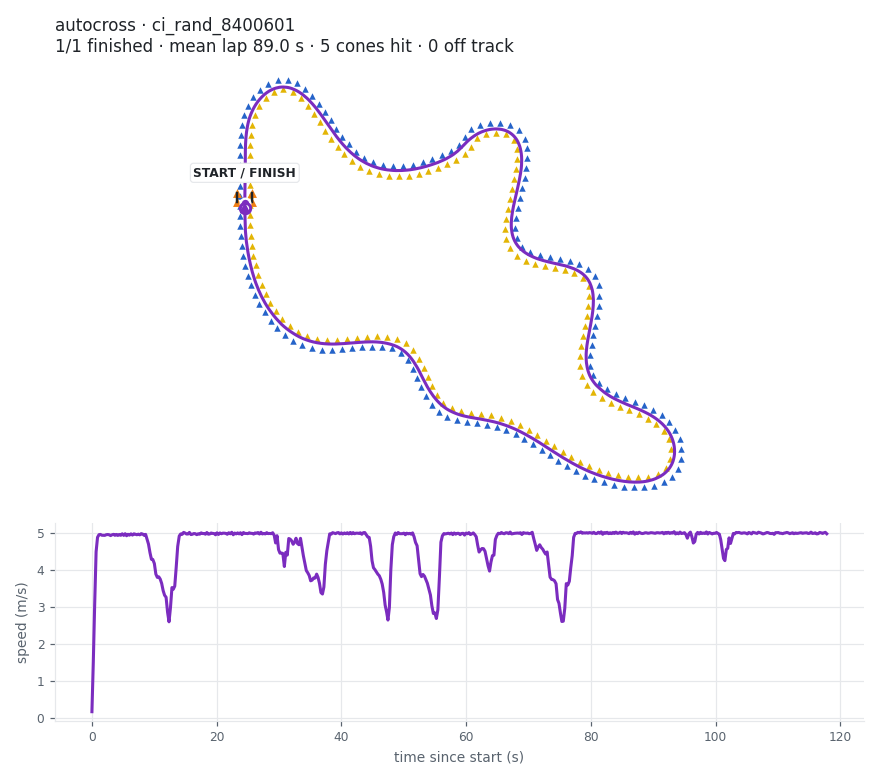 autocross · ci_rand_8400601
1/1 finished · mean lap 89.0 s · 5 cones hit · 0 off track
START / FINISH
5
4
3
2
1
0
speed (m/s)
0 20 40 60 80 100 120
time since start (s)